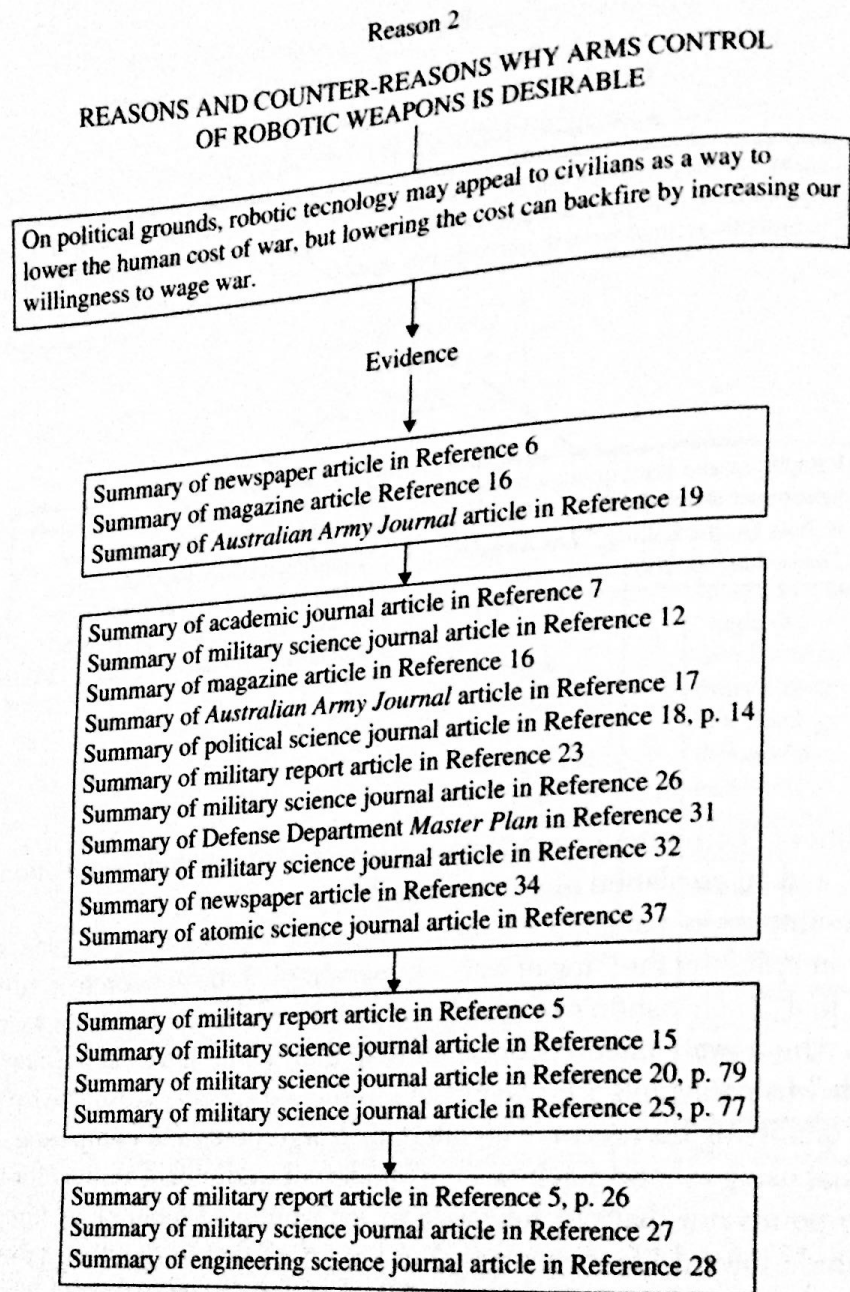 Reason 2
REASONS AND COUNTER-REASONS WHY ARMS CONTROL
OF ROBOTIC WEAPONS IS DESIRABLE
On political grounds, robotic tecnology may appeal to civilians as a way to
lower the human cost of war, but lowering the cost can backfire by increasing our
willingness to wage war.
Evidence
Summary of newspaper article in Reference 6
Summary of magazine article Reference 16
Summary of Australian Army Journal article in Reference 19
Summary of academic journal article in Reference 7
Summary of military science journal article in Reference 12
Summary of magazine article in Reference 16
Summary of Australian Army Journal article in Reference 17
Summary of political science journal article in Reference 18, p. 14
Summary of military report article in Reference 23
Summary of military science journal article in Reference 26
Summary of Defense Department Master Plan in Reference 31
Summary of military science journal article in Reference 32
Summary of newspaper article in Reference 34
Summary of atomic science journal article in Reference 37
Summary of military report article in Reference 5
Summary of military science journal article in Reference 15
Summary of military science journal article in Reference 20, p. 79
Summary of military science journal article in Reference 25, p. 77
Summary of military report article in Reference 5, p. 26
Summary of military science journal article in Reference 27
Summary of engineering science journal article in Reference 28